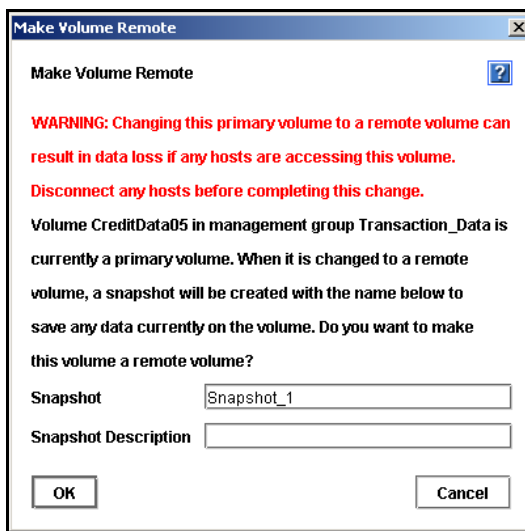 Make Volume Remote
Make Volume Remote
?
WARNING: Changing this primary volume to a remote volume can
result in data loss if any hosts are accessing this volume.
Disconnect any hosts before completing this change.
Volume CreditData05 in management group Transaction_Data is
currently a primary volume. When it is changed to a remote
volume, a snapshot will be created with the name below to
save any data currently on the volume. Do you want to make
this volume a remote volume?
Snapshot Snapshot_1
Snapshot Description
OK Cancel